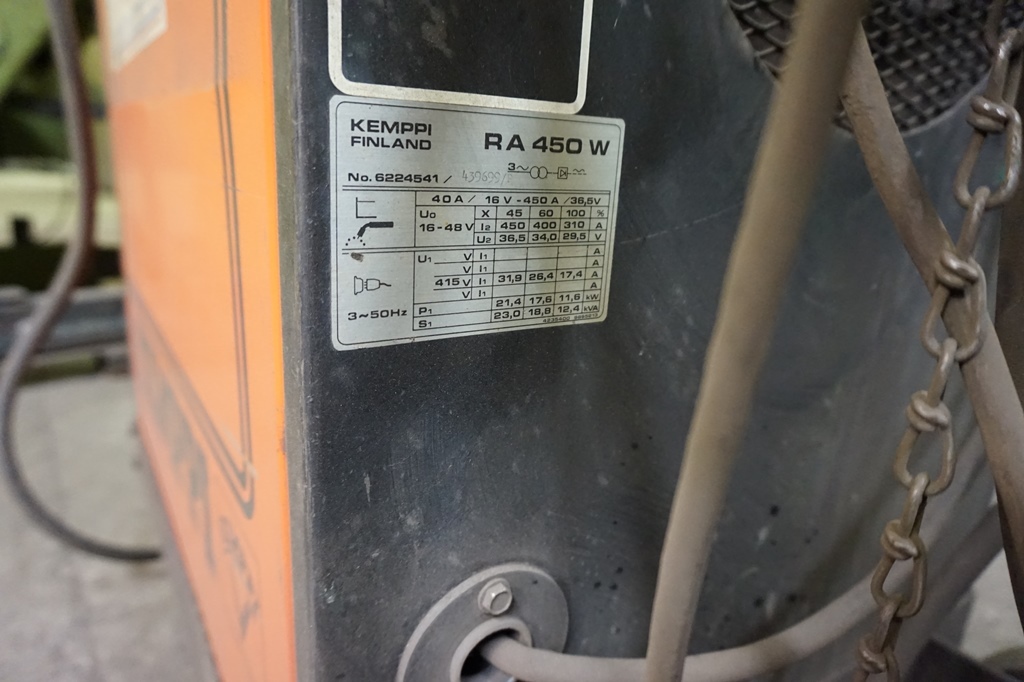 KEMPPI
FINLAND
RA 450 W
No. 6224541 /
3~
40 A / 16 V - 450 A / 36,5V
U0 X 45 60 100 %
16-48 V I2 450 400 310 A
U2 36,5 34,0 29,5 V
U1 V I1 A
V I1 A
415 V I1 31,9 26,4 17,4 A
V I1 A
3~50Hz P1 21,4 17,6 11,6 kW
S1 23,0 18,8 12,4 kVA